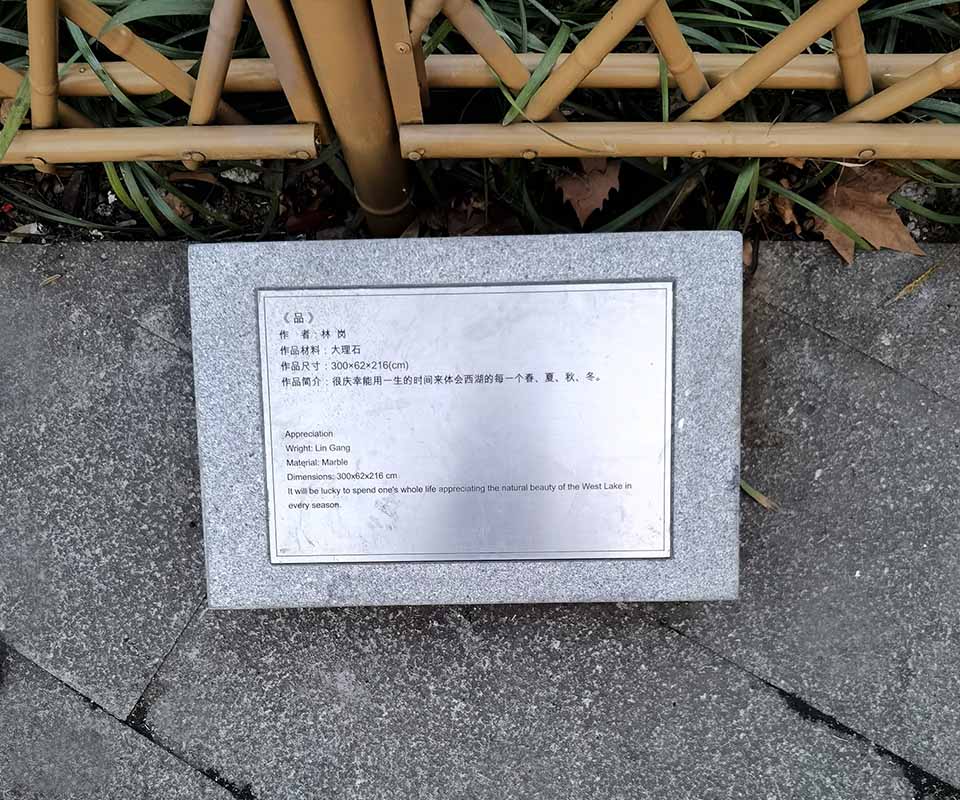 《品》
作 者：林 岗
作品材料：大理石
作品尺寸：300×62×216(cm)
作品简介：很庆幸能用一生的时间来体会西湖的每一个春、夏、秋、冬。
Appreciation
Wright: Lin Gang
Material: Marble
Dimensions: 300x62x216 cm
It will be lucky to spend one's whole life appreciating the natural beauty of the West Lake in
every season.